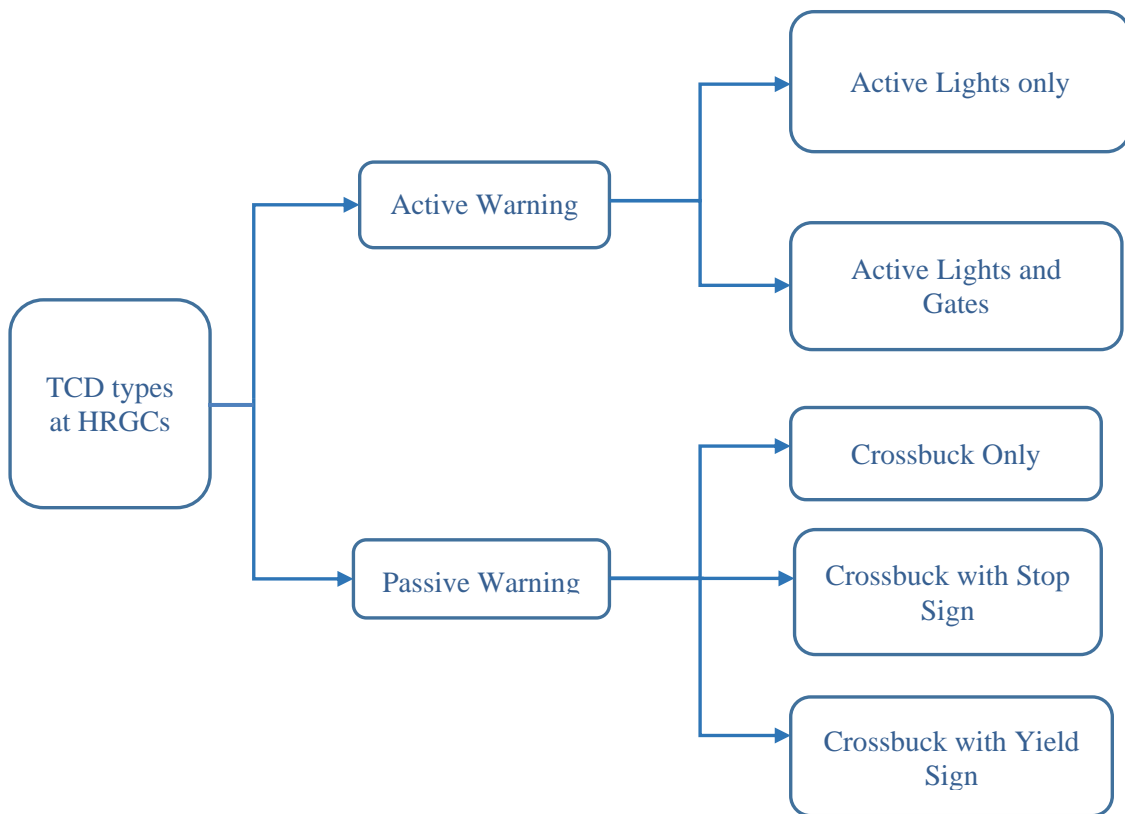 Active Lights only
Active Warning
Active Lights and
Gates
TCD types
at HRGCs
Crossbuck Only
Passive Warning
Crossbuck with Stop
Sign
Crossbuck with Yield
Sign